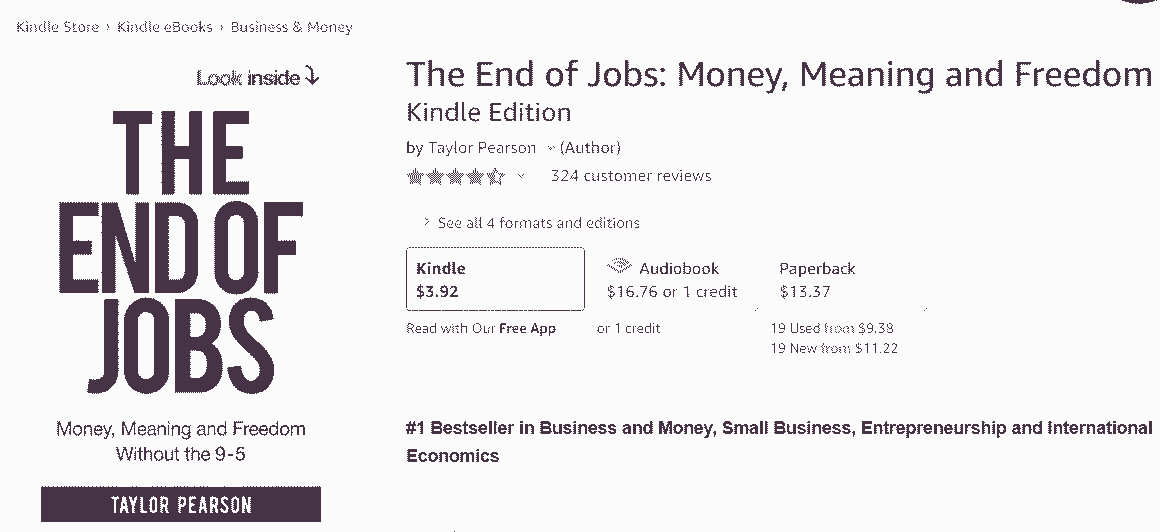 Kindle Store › Kindle eBooks › Business & Money
Look inside
THE
END OF
JOBS
Money, Meaning and Freedom
Without the 9-5
TAYLOR PEARSON
The End of Jobs: Money, Meaning and Freedom
Kindle Edition
by Taylor Pearson (Author)
324 customer reviews
› See all 4 formats and editions
Kindle
$3.92
Read with Our Free App
Audiobook
$16.76 or 1 credit
or 1 credit
Paperback
$13.37
19 Used from $9.38
19 New from $11.22
#1 Bestseller in Business and Money, Small Business, Entrepreneurship and International
Economics